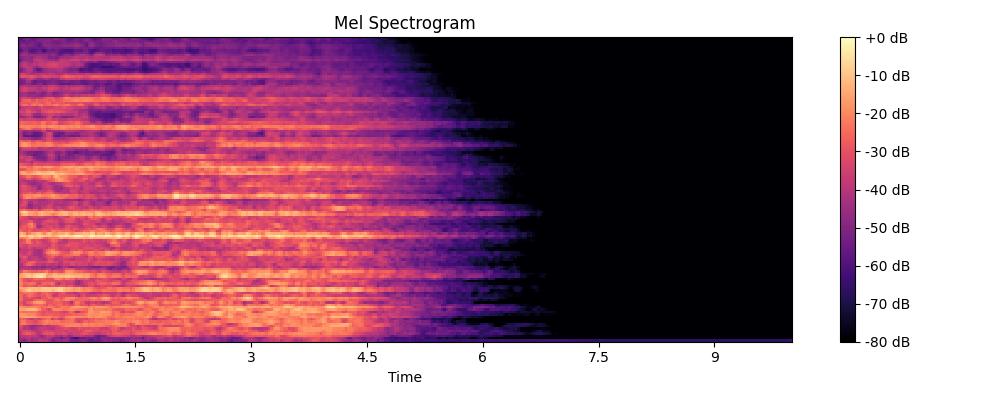 Mel Spectrogram
+0 dB
-10 dB
-20 dB
-30 dB
-40 dB
-50 dB
-60 dB
-70 dB
-80 dB
0 1.5 3 4.5 6 7.5 9
Time